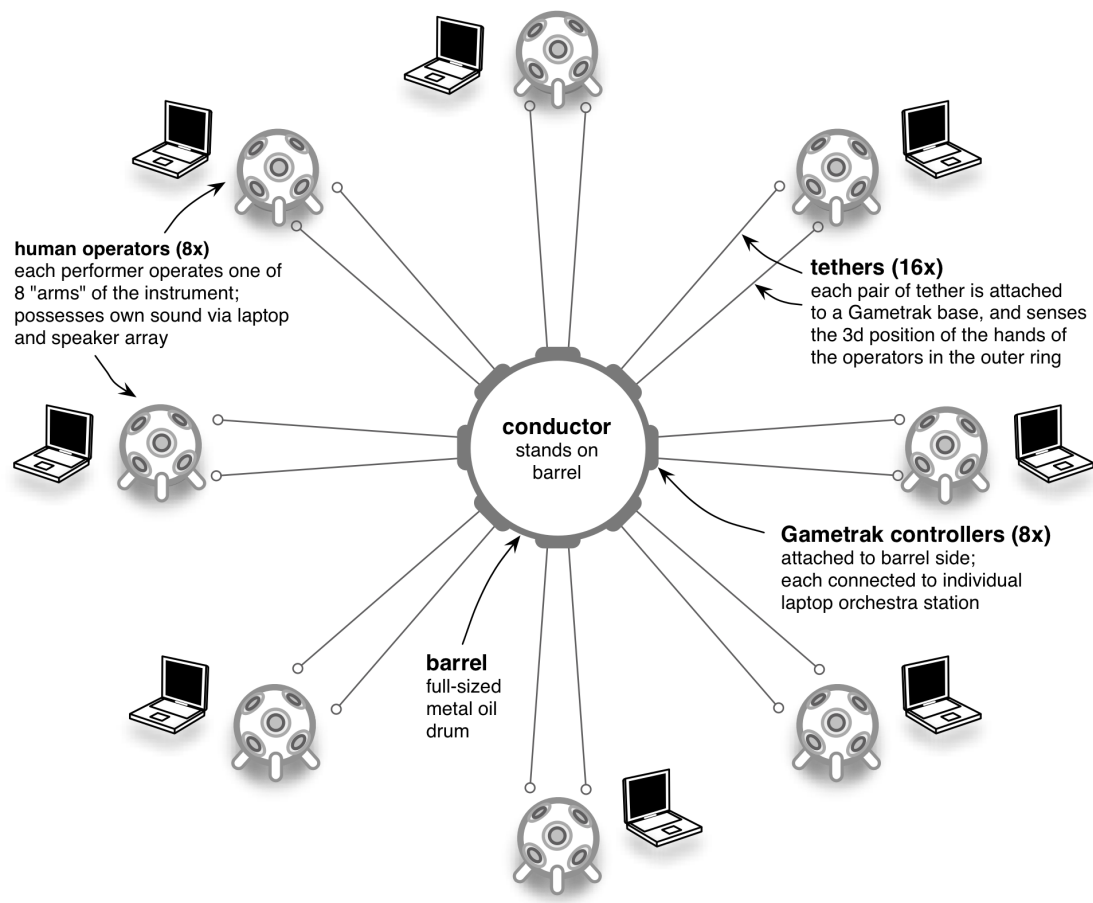 human operators (8x)
each performer operates one of
8 "arms" of the instrument;
possesses own sound via laptop
and speaker array
tethers (16x)
each pair of tether is attached
to a Gametrak base, and senses
the 3d position of the hands of
the operators in the outer ring
conductor
stands on
barrel
Gametrak controllers (8x)
attached to barrel side;
each connected to individual
laptop orchestra station
barrel
full-sized
metal oil
drum